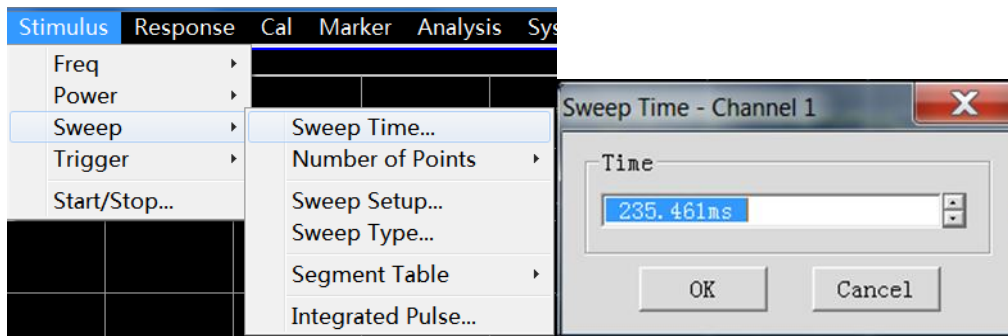 Stimulus Response Cal Marker Analysis
Freq
Power
Sweep
Trigger
Start/Stop...
Sweep Time...
Number of Points
Sweep Setup...
Sweep Type...
Segment Table
Integrated Pulse...
Sweep Time - Channel 1
Time
235.461ms
OK Cancel